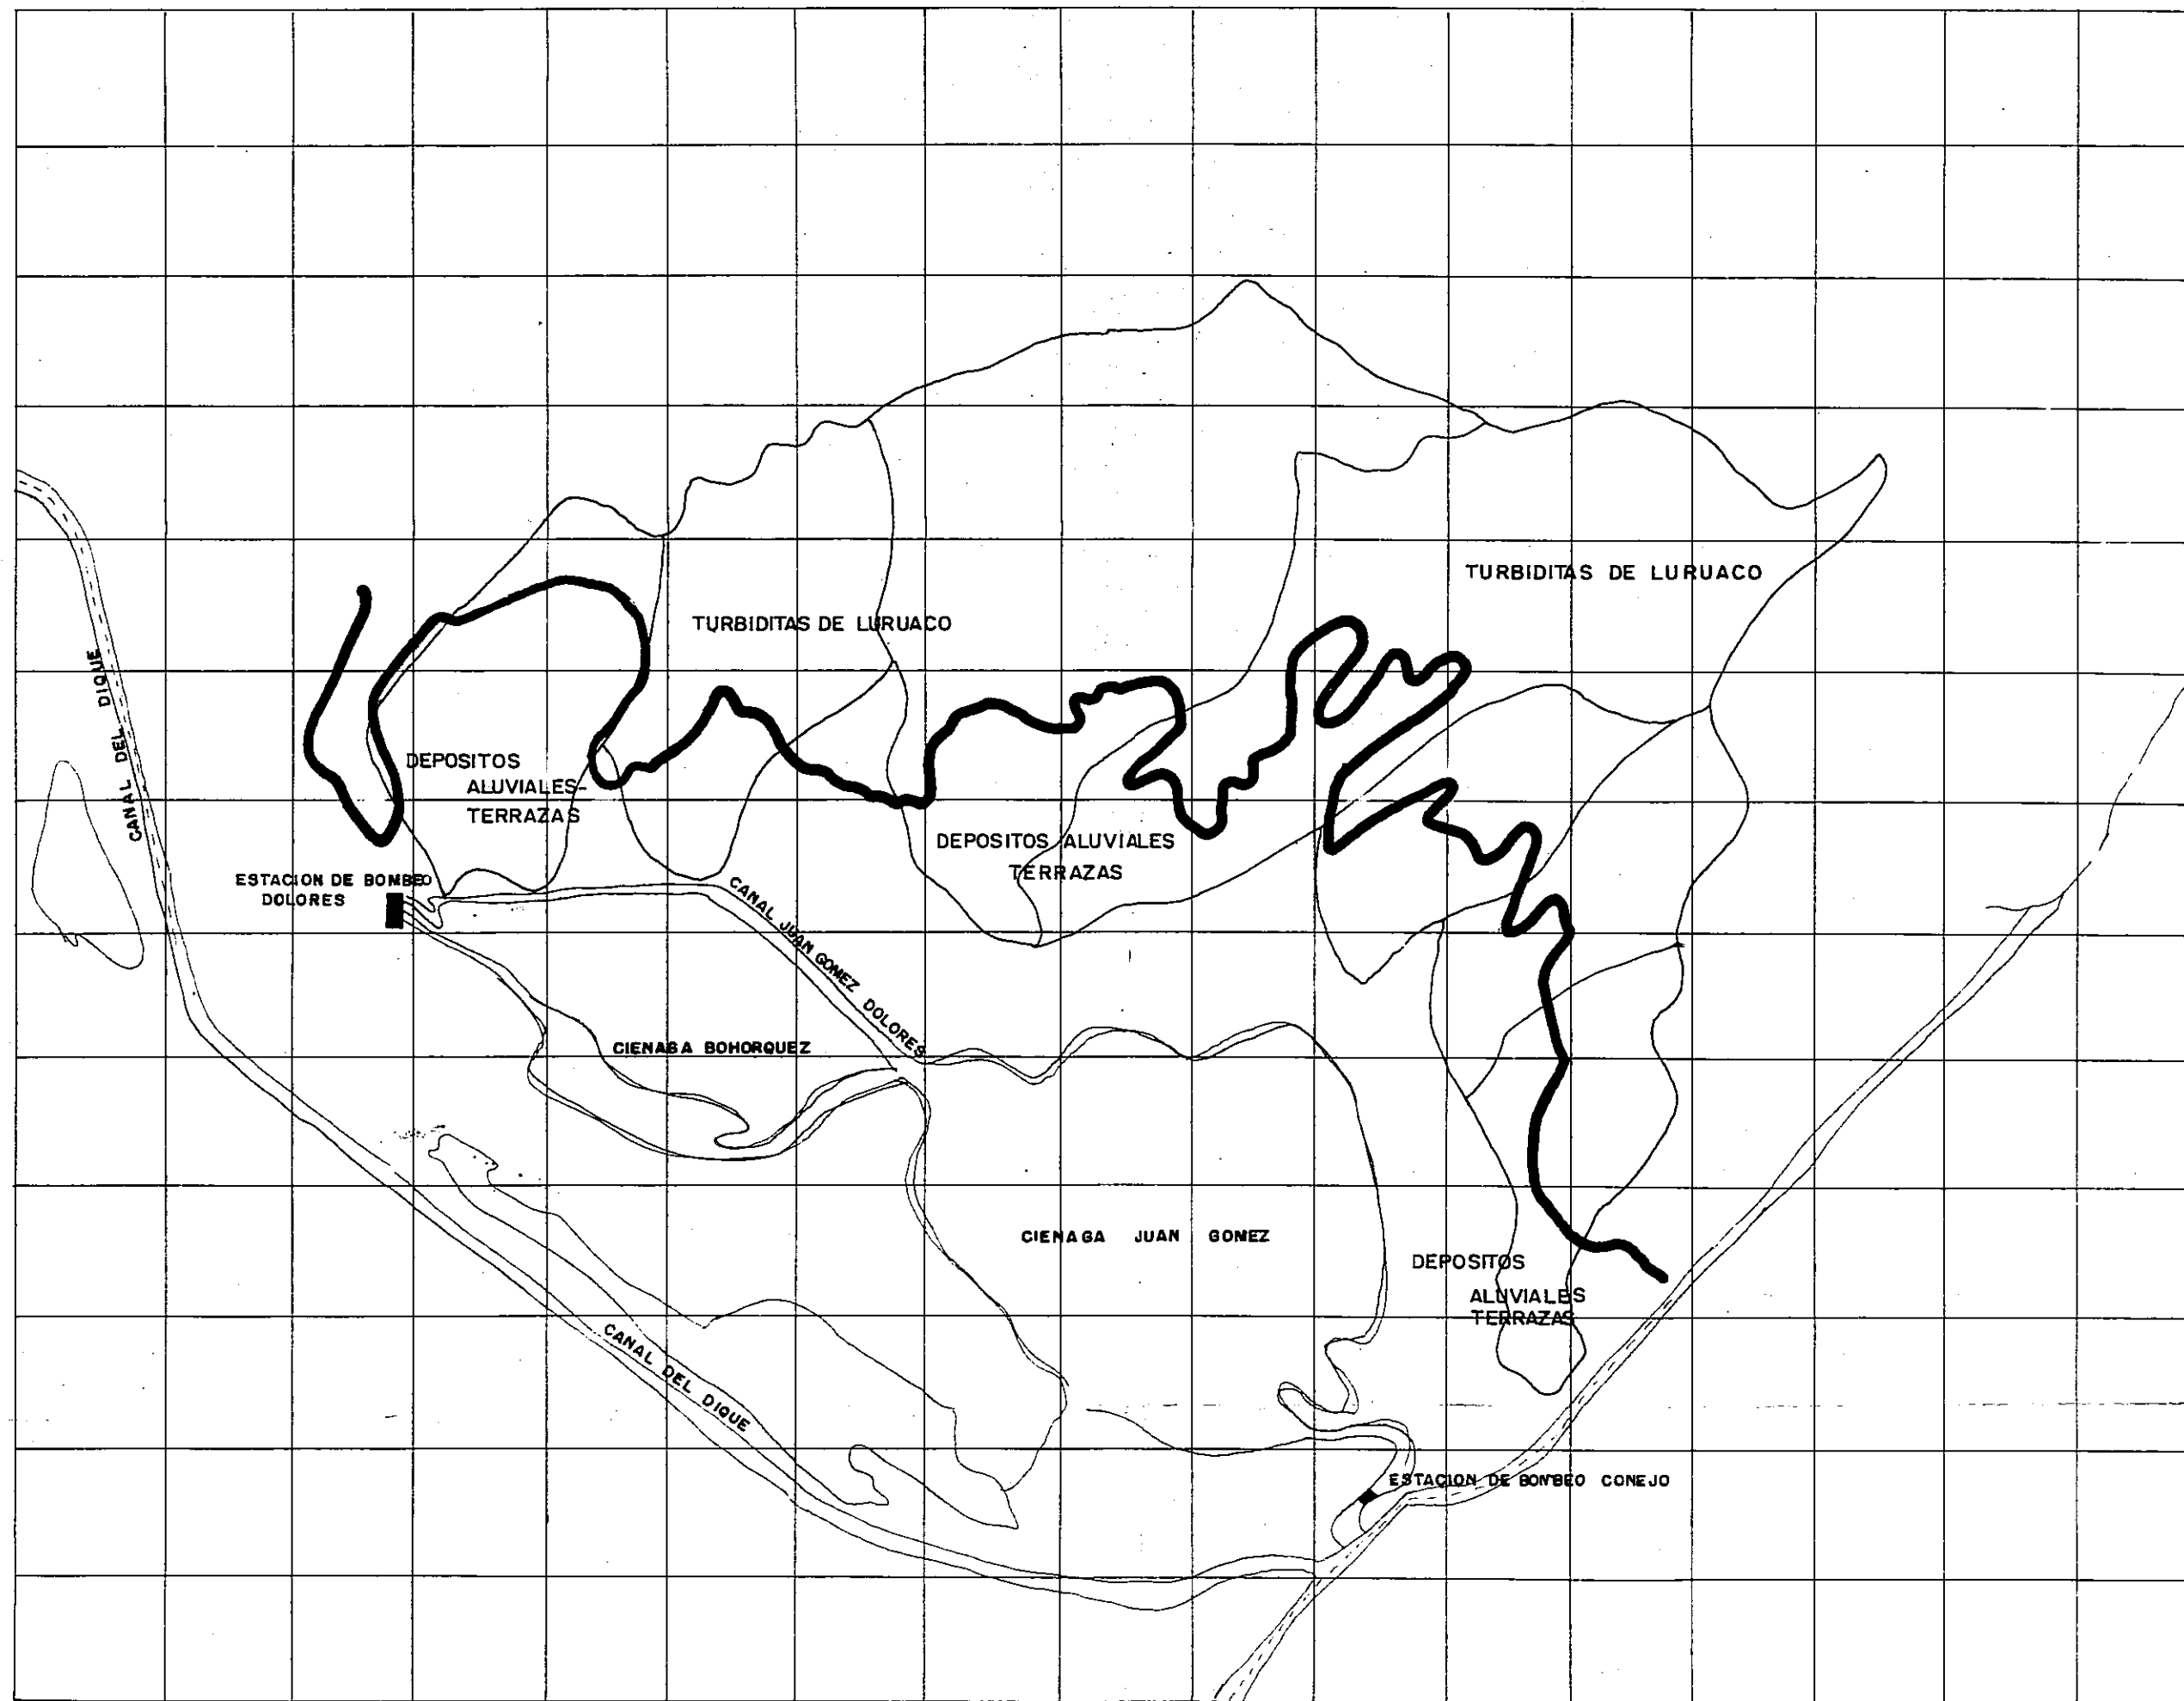 TURBIDITAS DE LURUACO
TURBIDITAS DE LURUACO
CANAL DEL DIQUE
DEPOSITOS
ALUVIALES-
TERRAZAS
DEPOSITOS ALUVIALES
TERRAZAS
ESTACION DE BOMBEO
DOLORES
CANAL JUAN GOMEZ DOLORES
CIENAGA BOHORQUEZ
CIENAGA JUAN GOMEZ
DEPOSITOS
ALUVIALES
TERRAZAS
CANAL DEL DIQUE
ESTACION DE BOMBEO CONEJO